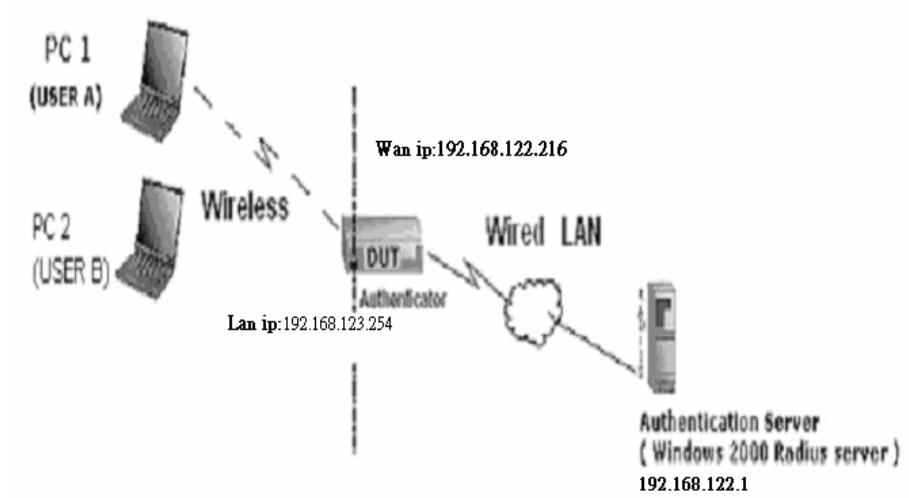 PC 1
(USER A)
Wan ip:192.168.122.216
Wireless
PC 2
(USER B)
Wired LAN
DUT
Authenticator
Lan ip:192.168.123.254
Authentication Server
( Windows 2000 Radius server )
192.168.122.1